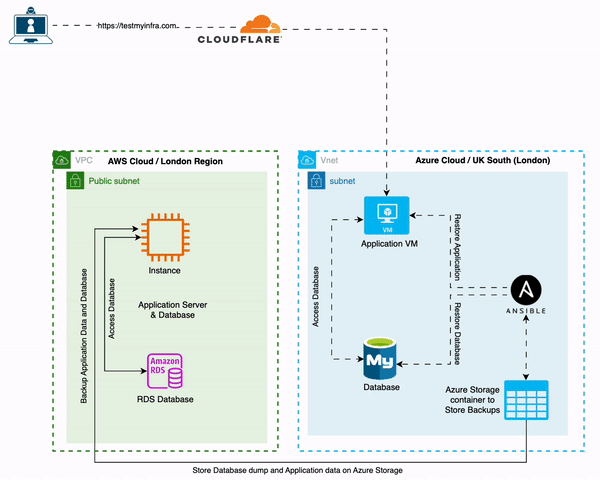 https://testmyinfra.com
CLOUDFLARE
VPC
AWS Cloud / London Region
Public subnet
Instance
Application Server
& Database
Amazon
RDS
RDS Database
Backup Application Data and Database
Access Database
Vnet
Azure Cloud / UK South (London)
subnet
VM
Application VM
Access Database
Restore Application
Restore Database
ANSIBLE
My
Database
Azure Storage
container to
Store Backups
Store Database dump and Application data on Azure Storage